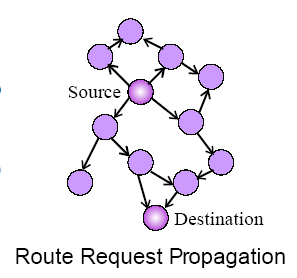 Source
Destination
Route Request Propagation